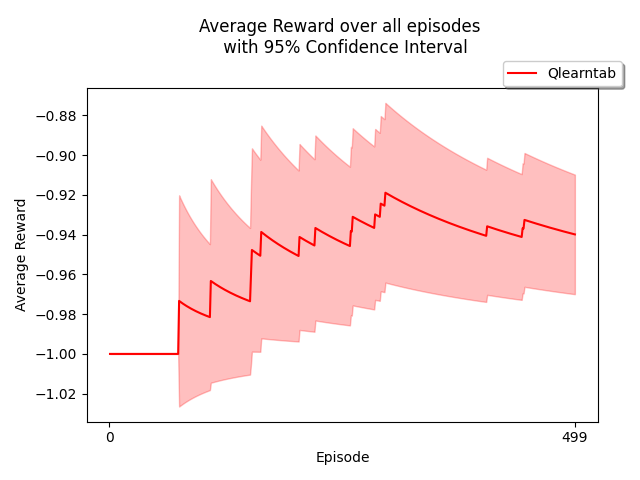 Average Reward over all episodes
with 95% Confidence Interval
Qlearntab
−0.88
−0.90
−0.92
−0.94
−0.96
−0.98
−1.00
−1.02
Average Reward
0
499
Episode